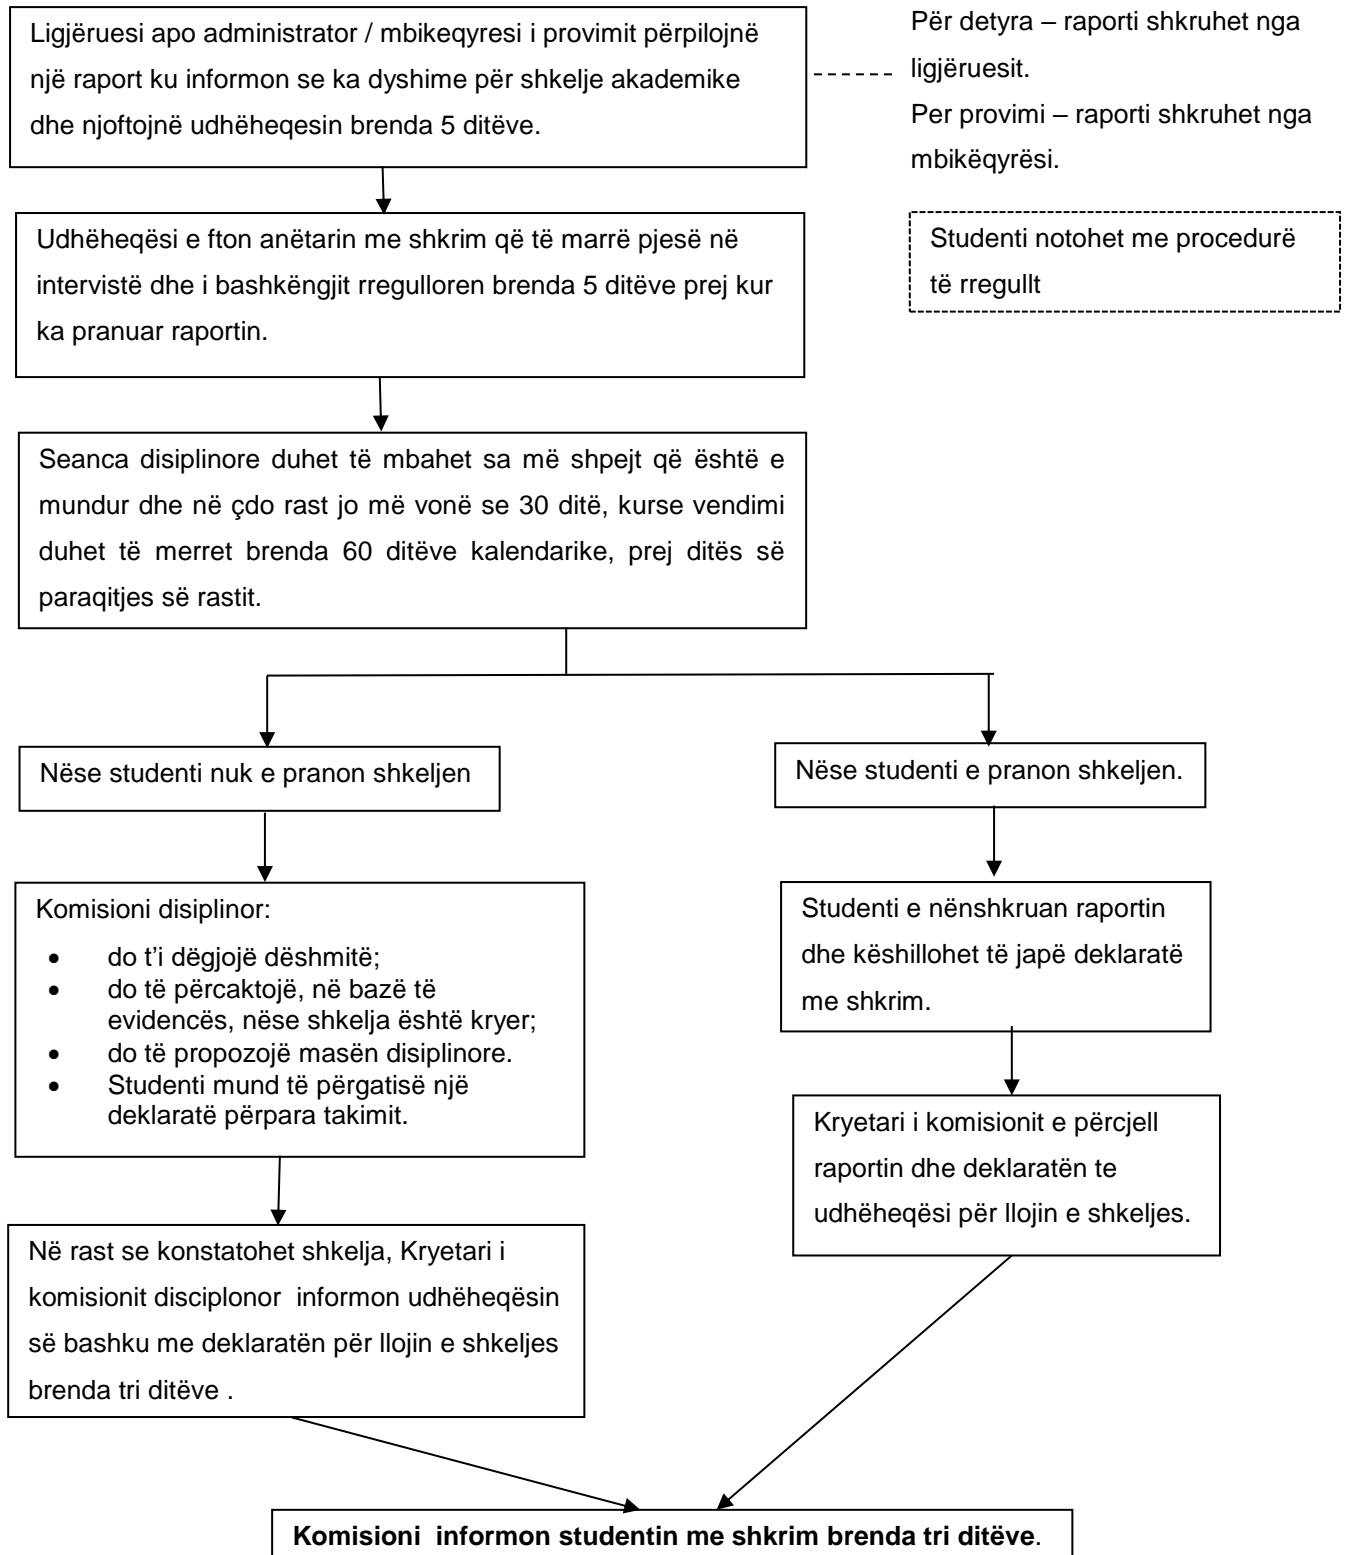 Ligjëruesi apo administrator / mbikeqyresi i provimit përpilojnë
një raport ku informon se ka dyshime për shkelje akademike
dhe njoftojnë udhëheqesin brenda 5 ditëve.
Për detyra – raporti shkruhet nga
ligjëruesit.
Per provimi – raporti shkruhet nga
mbikëqyrësi.
Udhëheqësi e fton anëtarin me shkrim që të marrë pjesë në
intervistë dhe i bashkëngjit rregulloren brenda 5 ditëve prej kur
ka pranuar raportin.
Studenti notohet me procedurë
të rregullt
Seanca disiplinore duhet të mbahet sa më shpejt që është e
mundur dhe në çdo rast jo më vonë se 30 ditë, kurse vendimi
duhet të merret brenda 60 ditëve kalendarike, prej ditës së
paraqitjes së rastit.
Nëse studenti nuk e pranon shkeljen
Nëse studenti e pranon shkeljen.
Komisioni disiplinor:
• do t’i dëgjojë dëshmitë;
• do të përcaktojë, në bazë të
evidencës, nëse shkelja është kryer;
• do të propozojë masën disiplinore.
• Studenti mund të përgatisë një
deklaratë përpara takimit.
Studenti e nënshkruan raportin
dhe këshillohet të japë deklaratë
me shkrim.
Kryetari i komisionit e përcjell
raportin dhe deklaratën te
udhëheqësi për llojin e shkeljes.
Në rast se konstatohet shkelja, Kryetari i
komisionit disciplonor informon udhëheqësin
së bashku me deklaratën për llojin e shkeljes
brenda tri ditëve .
Komisioni informon studentin me shkrim brenda tri ditëve.